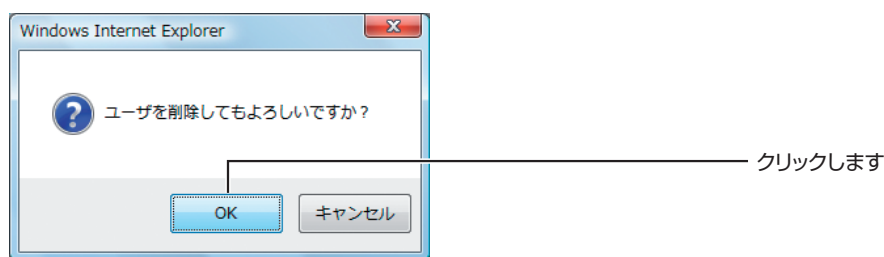 Windows Internet Explorer
ユーザを削除してもよろしいですか？
クリックします
OK
キャンセル